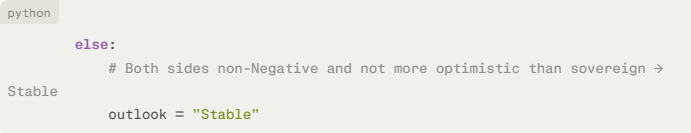 python
else:
# Both sides non-Negative and not more optimistic than sovereign →
Stable
outlook = "Stable"